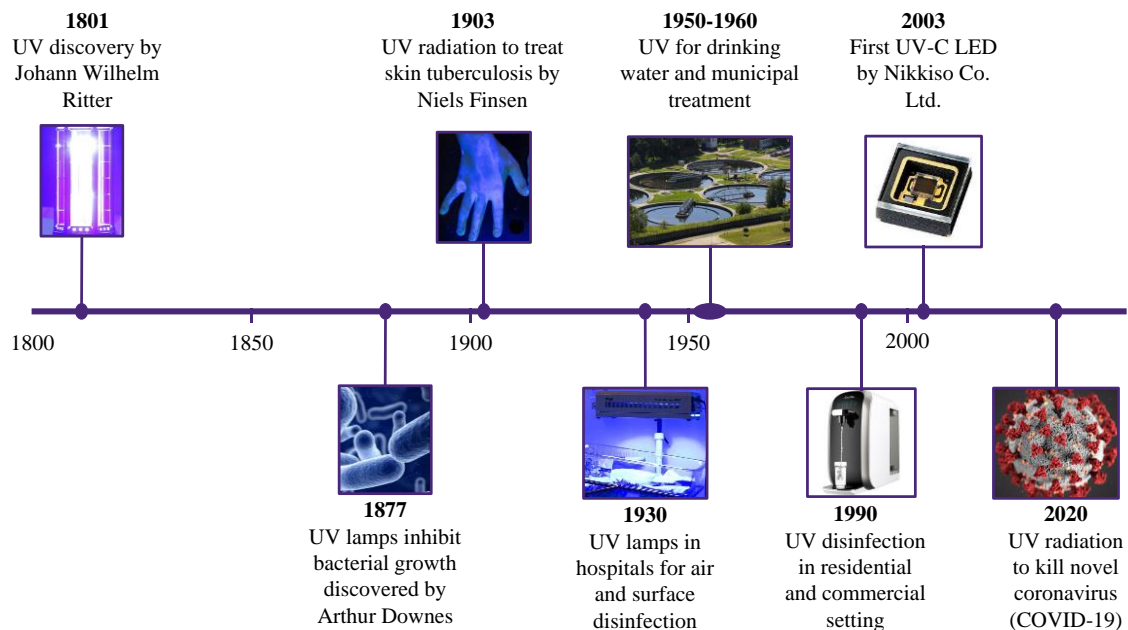 1801
UV discovery by
Johann Wilhelm
Ritter
1903
UV radiation to treat
skin tuberculosis by
Niels Finsen
1950-1960
UV for drinking
water and municipal
treatment
2003
First UV-C LED
by Nikkiso Co.
Ltd.
1800
1850
1900
1950
2000
1877
UV lamps inhibit
bacterial growth
discovered by
Arthur Downes
1930
UV lamps in
hospitals for air
and surface
disinfection
1990
UV disinfection
in residential
and commercial
setting
2020
UV radiation
to kill novel
coronavirus
(COVID-19)